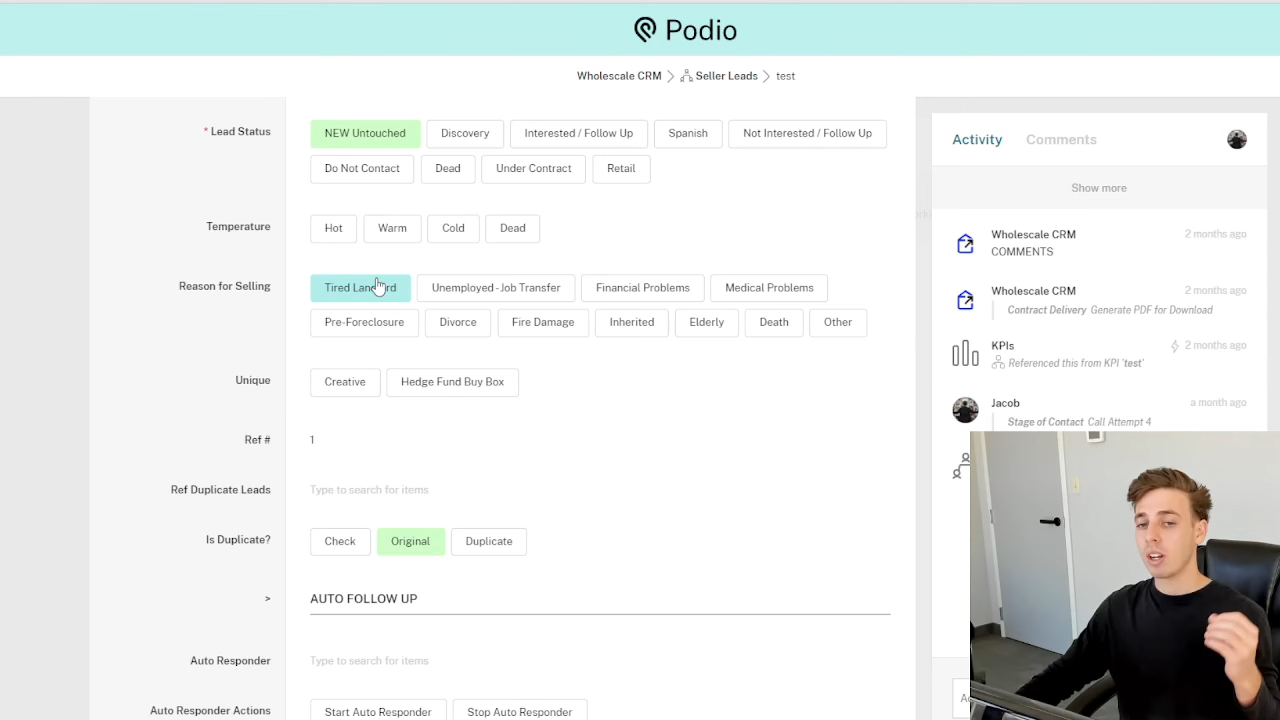 Podio
Wholescale CRM > Seller Leads > test
* Lead Status
NEW Untouched
Discovery
Interested / Follow Up
Spanish
Not Interested / Follow Up
Do Not Contact
Dead
Under Contract
Retail
Temperature
Hot
Warm
Cold
Dead
Reason for Selling
Tired Landlord
Unemployed - Job Transfer
Financial Problems
Medical Problems
Pre-Foreclosure
Divorce
Fire Damage
Inherited
Elderly
Death
Other
Unique
Creative
Hedge Fund Buy Box
Ref #
1
Ref Duplicate Leads
Type to search for items
Is Duplicate?
Check
Original
Duplicate
>
AUTO FOLLOW UP
Auto Responder
Type to search for items
Auto Responder Actions
Start Auto Responder
Stop Auto Responder
Activity
Comments
Show more
Wholescale CRM
2 months ago
COMMENTS
Wholescale CRM
2 months ago
Contract Delivery Generate PDF for Download
KPIs
2 months ago
Referenced this from KPI 'test'
Jacob
a month ago
Stage of Contact Call Attempt 4